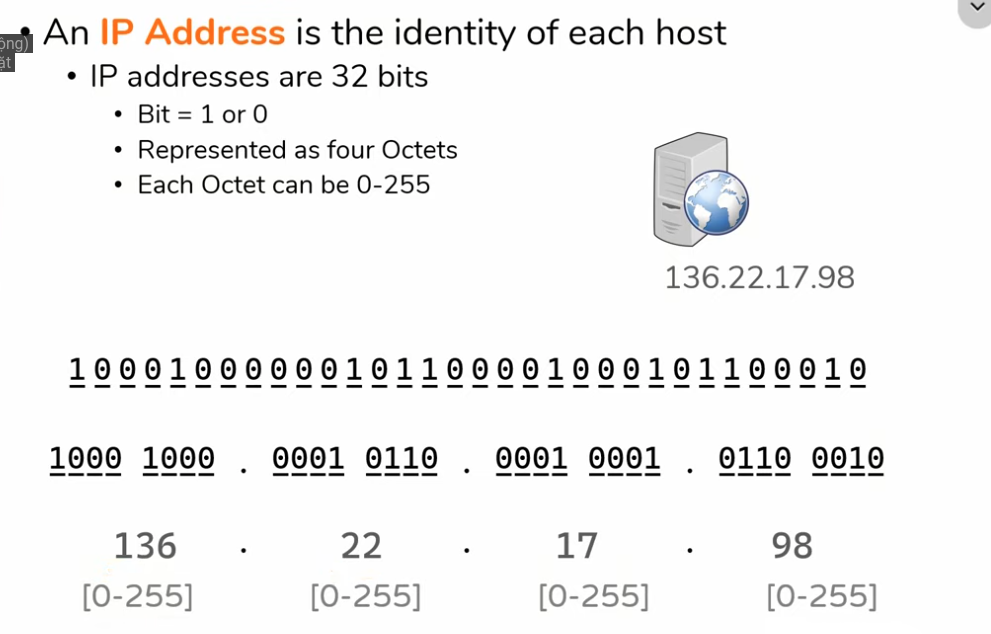 • An IP Address is the identity of each host
ộng)
ặt
• IP addresses are 32 bits
• Bit = 1 or 0
• Represented as four Octets
• Each Octet can be 0-255
136.22.17.98
1 0 0 0 1 0 0 0 0 0 0 1 0 1 1 0 0 0 0 1 0 0 0 1 0 1 1 0 0 0 1 0
1000 1000 . 0001 0110 . 0001 0001 . 0110 0010
136 . 22 . 17 . 98
[0-255] [0-255] [0-255] [0-255]